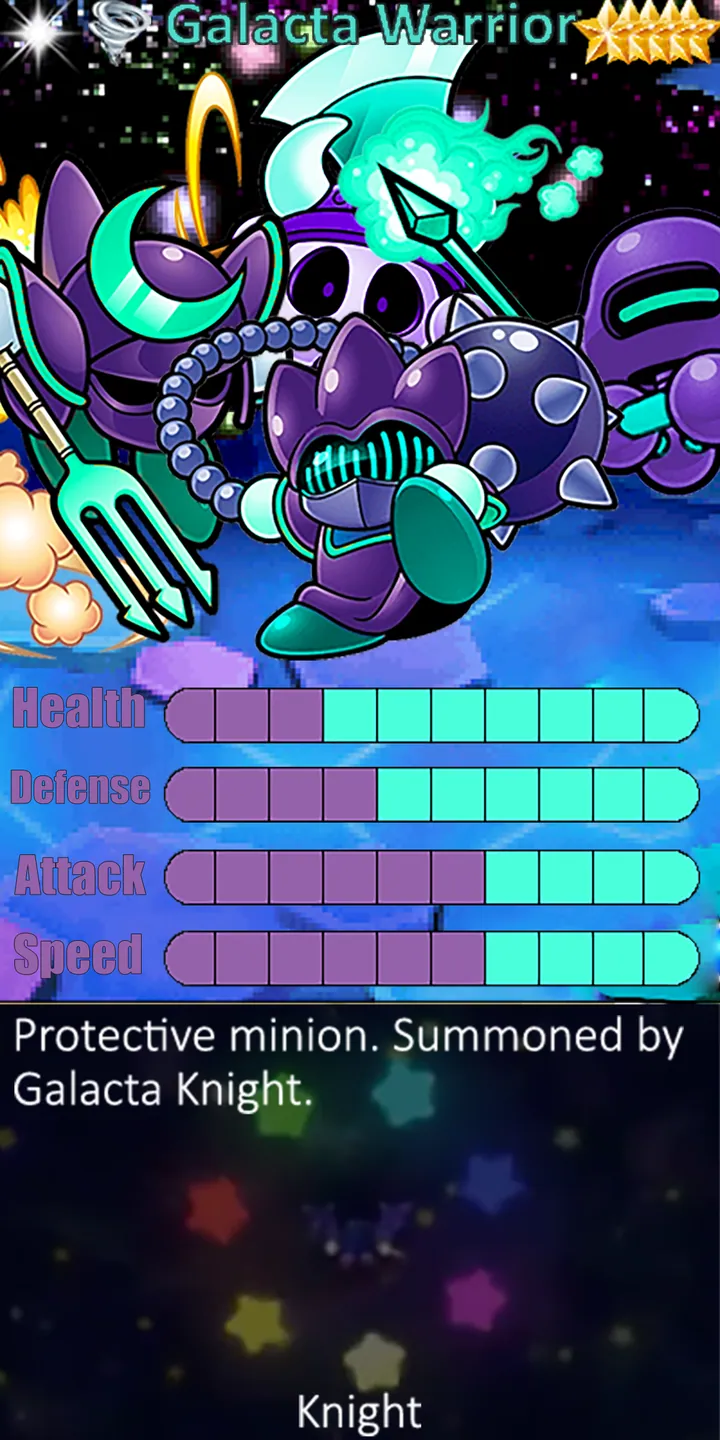 Galacta Warrior
Health
Defense
Attack
Speed
Protective minion. Summoned by
Galacta Knight.
Knight